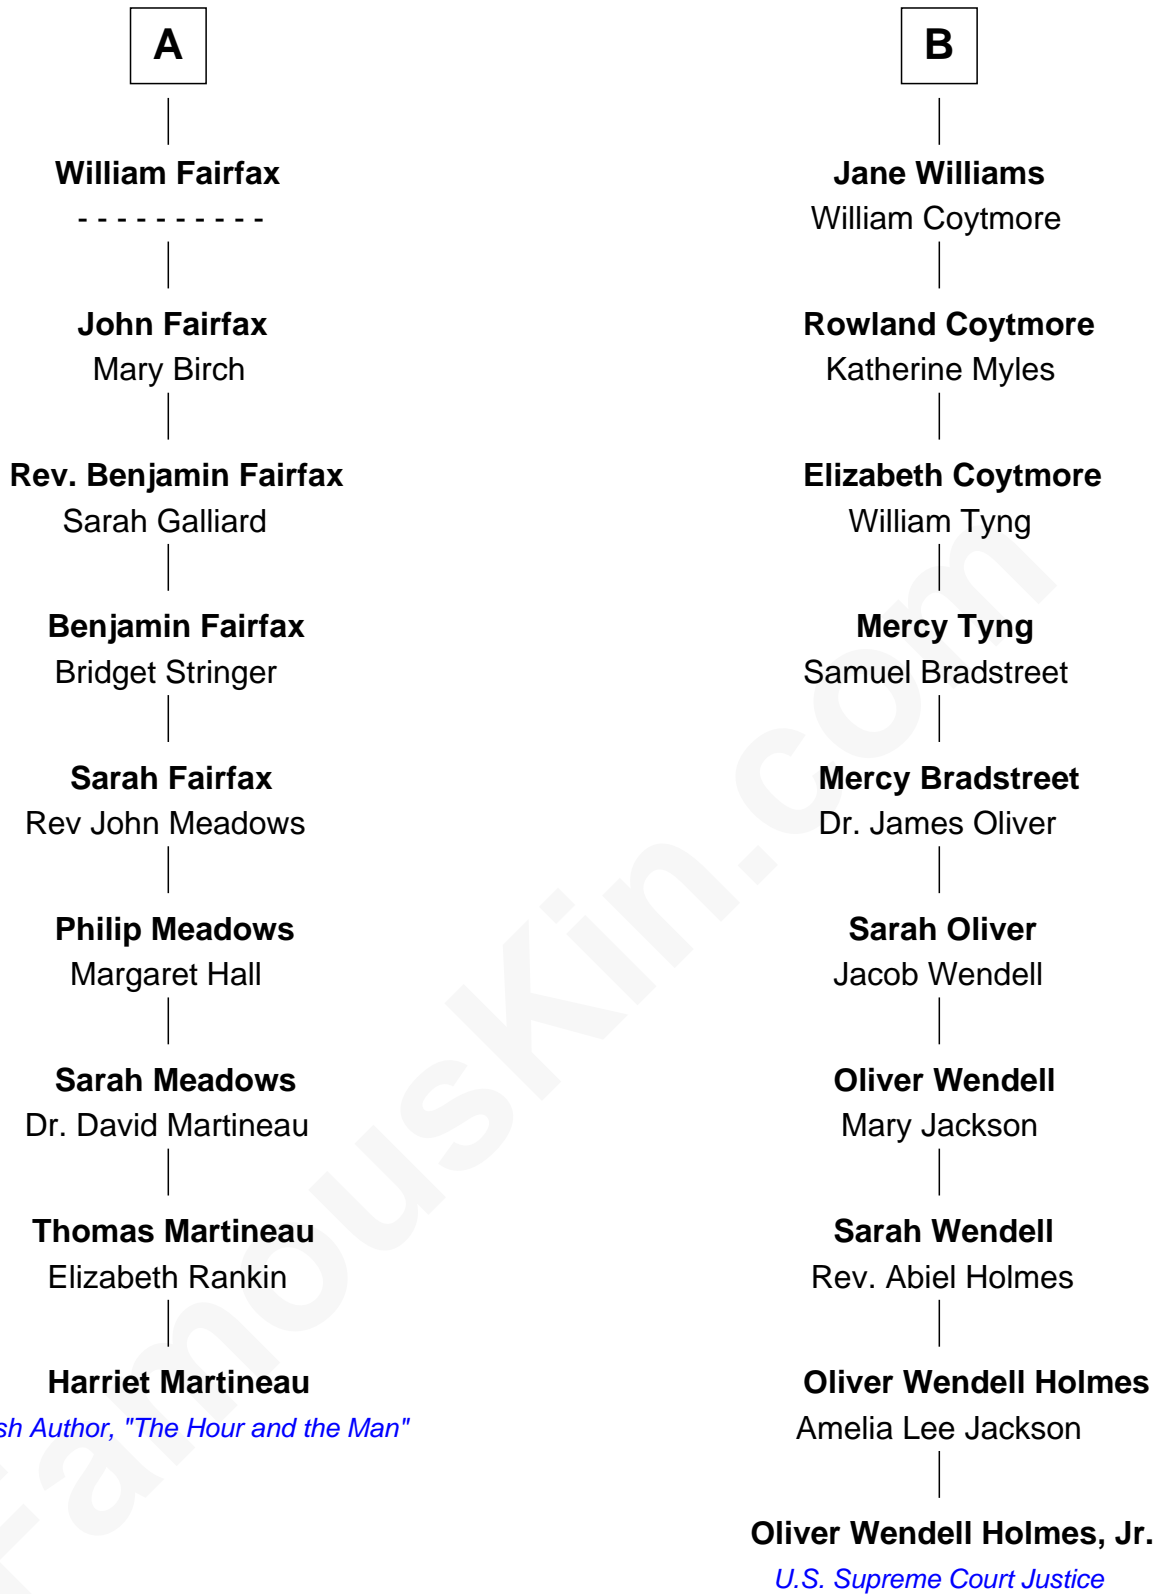 A
William Fairfax
- - - - - - - - - -
John Fairfax
Mary Birch
Rev. Benjamin Fairfax
Sarah Galliard
Benjamin Fairfax
Bridget Stringer
Sarah Fairfax
Rev John Meadows
Philip Meadows
Margaret Hall
Sarah Meadows
Dr. David Martineau
Thomas Martineau
Elizabeth Rankin
Harriet Martineau
sh Author, "The Hour and the Man"
B
Jane Williams
William Coytmore
Rowland Coytmore
Katherine Myles
Elizabeth Coytmore
William Tyng
Mercy Tyng
Samuel Bradstreet
Mercy Bradstreet
Dr. James Oliver
Sarah Oliver
Jacob Wendell
Oliver Wendell
Mary Jackson
Sarah Wendell
Rev. Abiel Holmes
Oliver Wendell Holmes
Amelia Lee Jackson
Oliver Wendell Holmes, Jr.
U.S. Supreme Court Justice
FamousKin.com